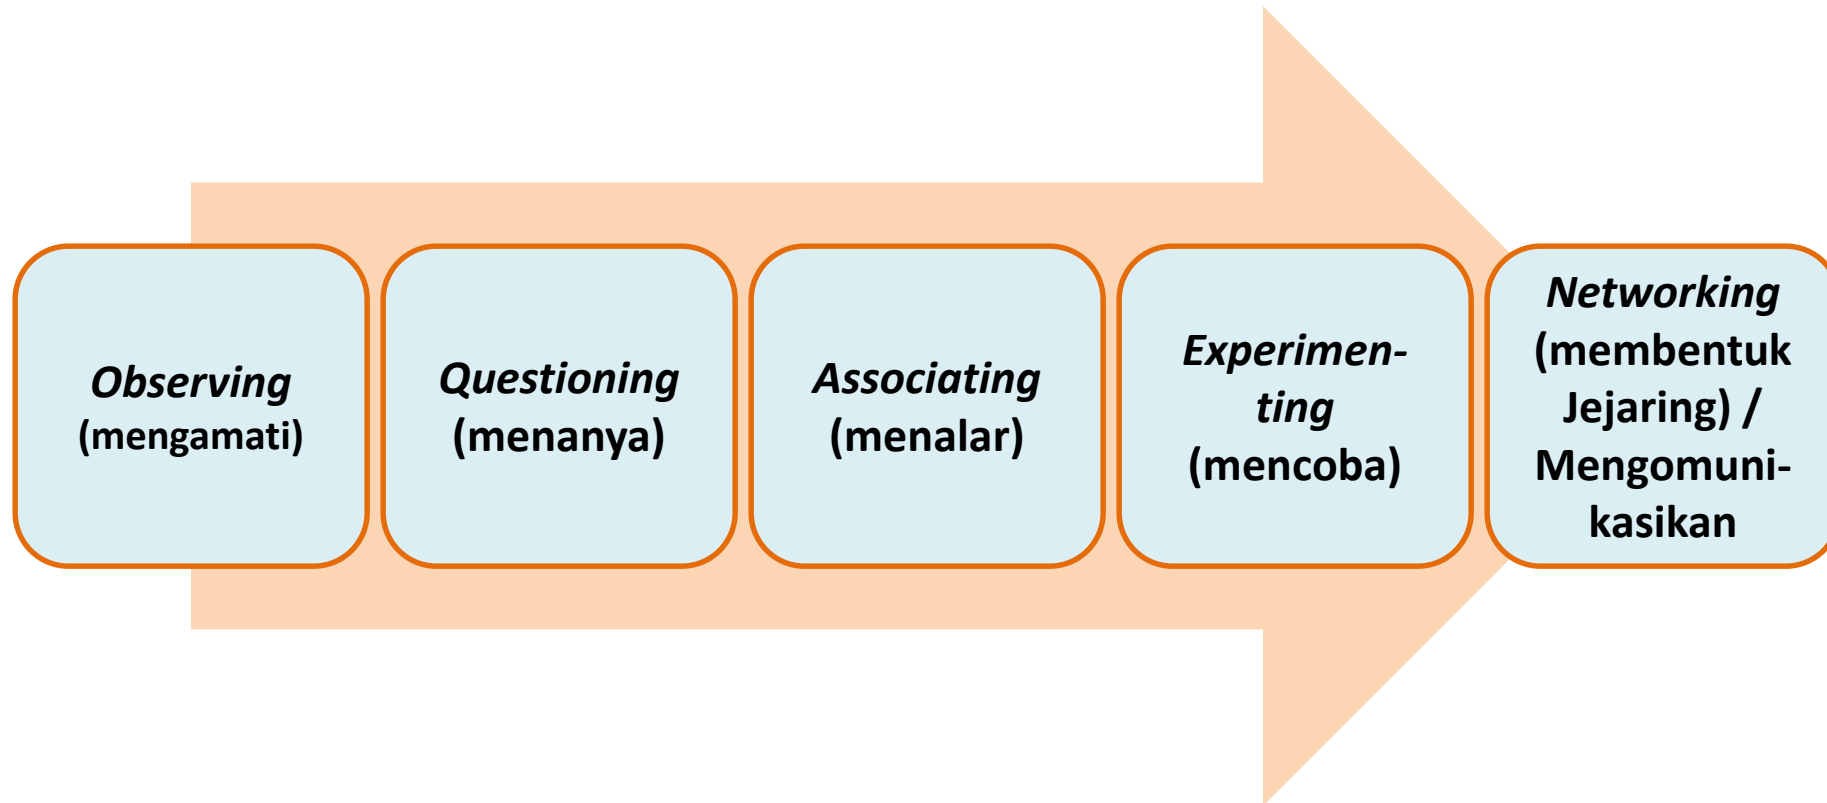 Observing
(mengamati)
Questioning
(menanya)
Associating
(menalar)
Experimen-
ting
(mencoba)
Networking
(membentuk
Jejaring) /
Mengomuni-
kasikan